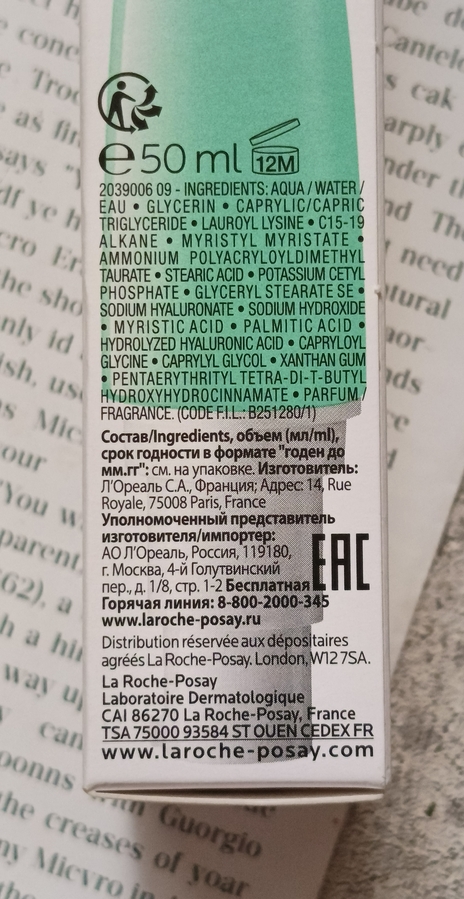 ℮50 ml 12M
2039006 09 - INGREDIENTS: AQUA / WATER /
EAU • GLYCERIN • CAPRYLIC/CAPRIC
TRIGLYCERIDE • LAUROYL LYSINE • C15-19
ALKANE • MYRISTYL MYRISTATE •
AMMONIUM POLYACRYLOYLDIMETHYL
TAURATE • STEARIC ACID • POTASSIUM CETYL
PHOSPHATE • GLYCERYL STEARATE SE •
SODIUM HYALURONATE • SODIUM HYDROXIDE
• MYRISTIC ACID • PALMITIC ACID •
HYDROLYZED HYALURONIC ACID • CAPRYLOYL
GLYCINE • CAPRYLYL GLYCOL • XANTHAN GUM
• PENTAERYTHRITYL TETRA-DI-T-BUTYL
HYDROXYHYDROCINNAMATE • PARFUM /
FRAGRANCE. (CODE F.I.L.: B251280/1)
Состав/Ingredients, объем (мл/ml),
срок годности в формате "годен до
мм.гг": см. на упаковке. Изготовитель:
Л'Ореаль С.А., Франция; Адрес: 14, Rue
Royale, 75008 Paris, France
Уполномоченный представитель
изготовителя/импортер:
АО Л'Ореаль, Россия, 119180,
г. Москва, 4-й Голутвинский
пер., д. 1/8, стр. 1-2 Бесплатная
EAC
Горячая линия: 8-800-2000-345
www.laroche-posay.ru
Distribution réservée aux dépositaires
agréés La Roche-Posay. London, W12 7SA.
La Roche-Posay
Laboratoire Dermatologique
CAI 86270 La Roche-Posay, France
TSA 75000 93584 ST OUEN CEDEX FR
www.laroche-posay.com